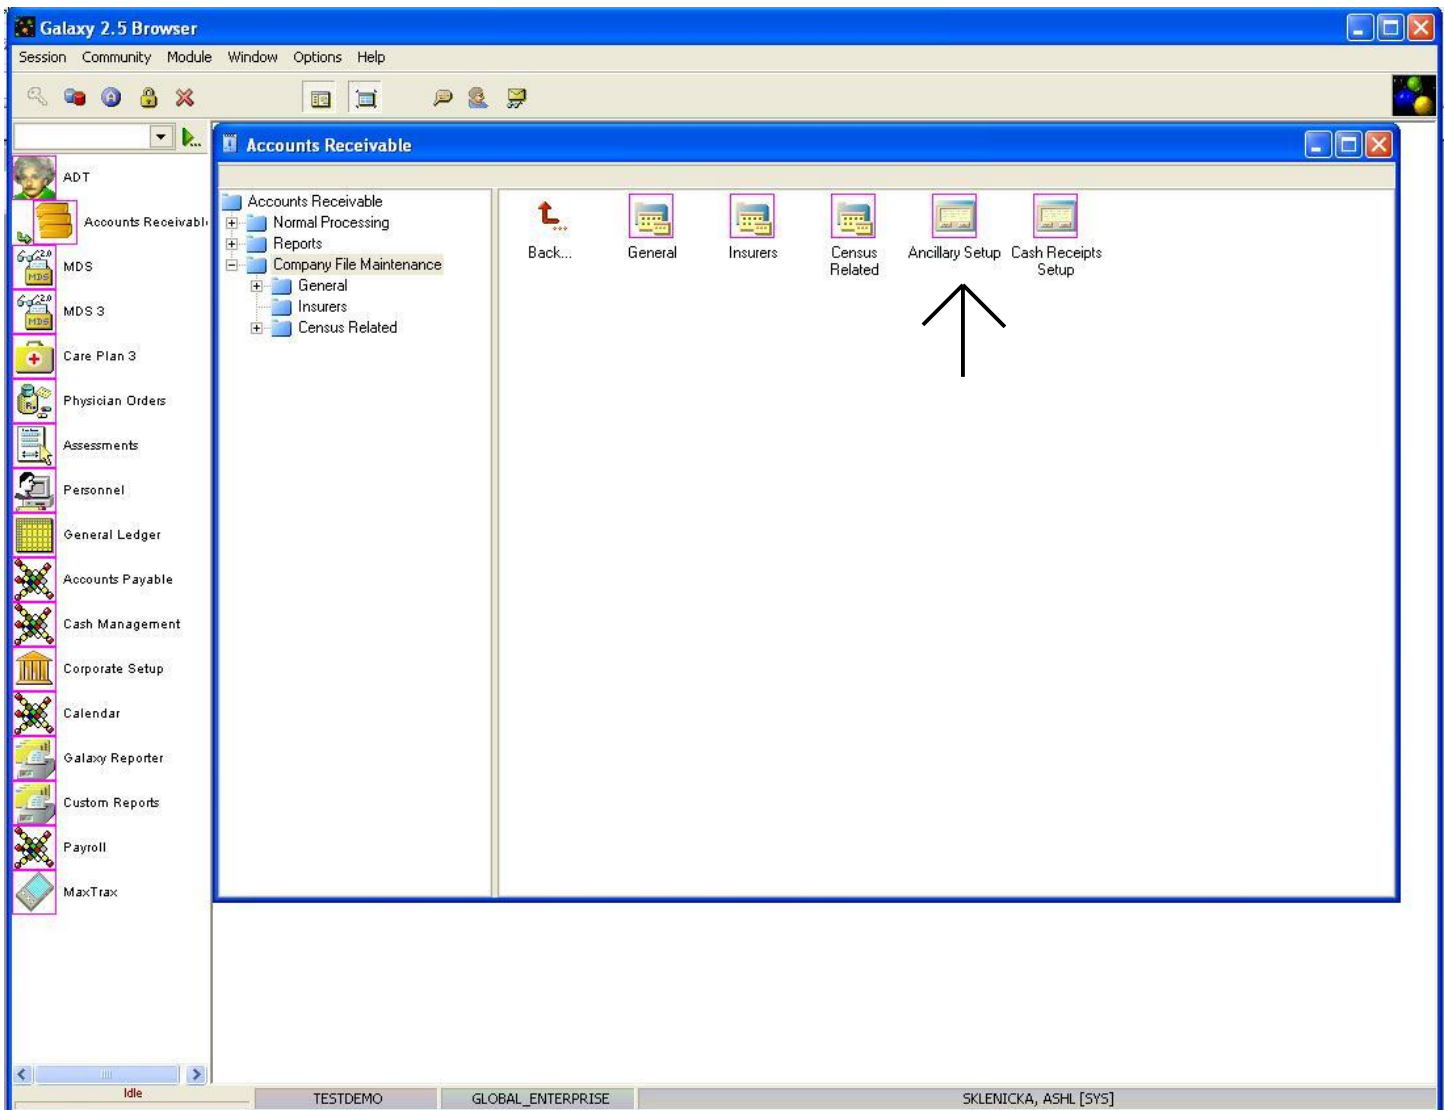 Galaxy 2.5 Browser
Session Community Module Window Options Help
Accounts Receivable
ADT
Accounts Receivabl
MDS
MDS 3
Care Plan 3
Physician Orders
Assessments
Personnel
General Ledger
Accounts Payable
Cash Management
Corporate Setup
Calendar
Galaxy Reporter
Custom Reports
Payroll
MaxTrax
Accounts Receivable
Normal Processing
Reports
Company File Maintenance
General
Insurers
Census Related
Back...
General
Insurers
Census
Related
Ancillary Setup
Cash Receipts
Setup
Idle
TESTDEMO
GLOBAL_ENTERPRISE
SKLENICKA, ASHL [SYS]